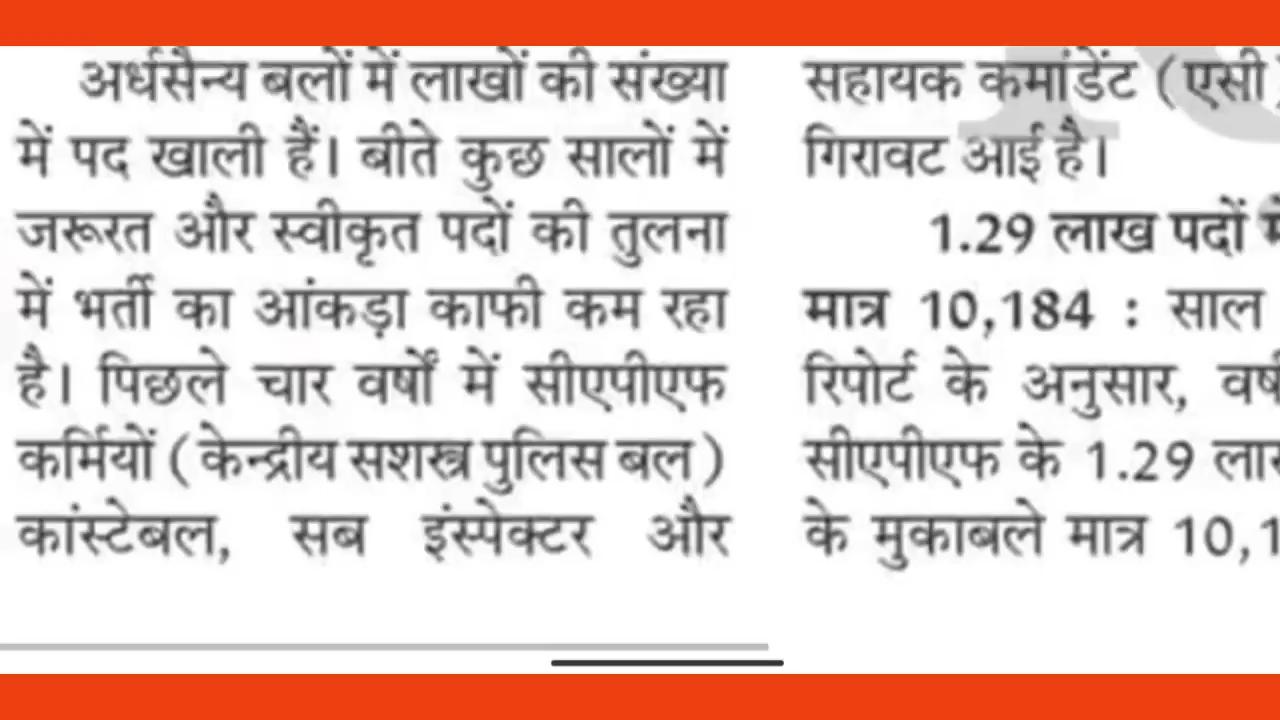 अर्धसैन्य बलों में लाखों की संख्या
में पद खाली हैं। बीते कुछ सालों में
जरूरत और स्वीकृत पदों की तुलना
में भर्ती का आंकड़ा काफी कम रहा
है। पिछले चार वर्षों में सीएपीएफ
कर्मियों (केन्द्रीय सशस्त्र पुलिस बल)
कांस्टेबल, सब इंस्पेक्टर और
सहायक कमांडेंट (एसी)
गिरावट आई है।
1.29 लाख पदों में
मात्र 10,184 : साल
रिपोर्ट के अनुसार,
सीएपीएफ के 1.29
के मुकाबले मात्र